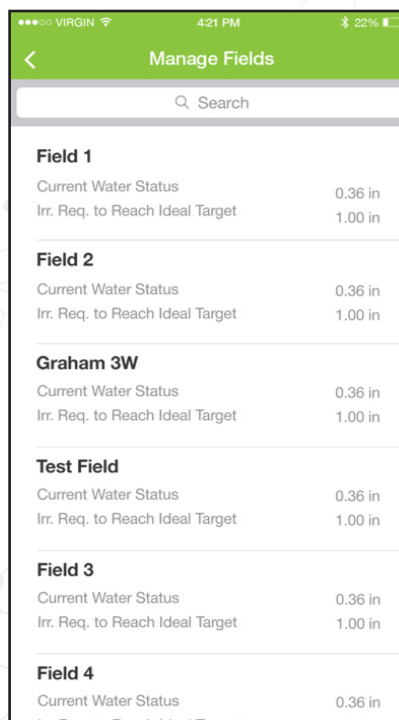 VIRGIN 4:21 PM 22%
Manage Fields
Search
Field 1
Current Water Status 0.36 in
Irr. Req. to Reach Ideal Target 1.00 in
Field 2
Current Water Status 0.36 in
Irr. Req. to Reach Ideal Target 1.00 in
Graham 3W
Current Water Status 0.36 in
Irr. Req. to Reach Ideal Target 1.00 in
Test Field
Current Water Status 0.36 in
Irr. Req. to Reach Ideal Target 1.00 in
Field 3
Current Water Status 0.36 in
Irr. Req. to Reach Ideal Target 1.00 in
Field 4
Current Water Status 0.36 in